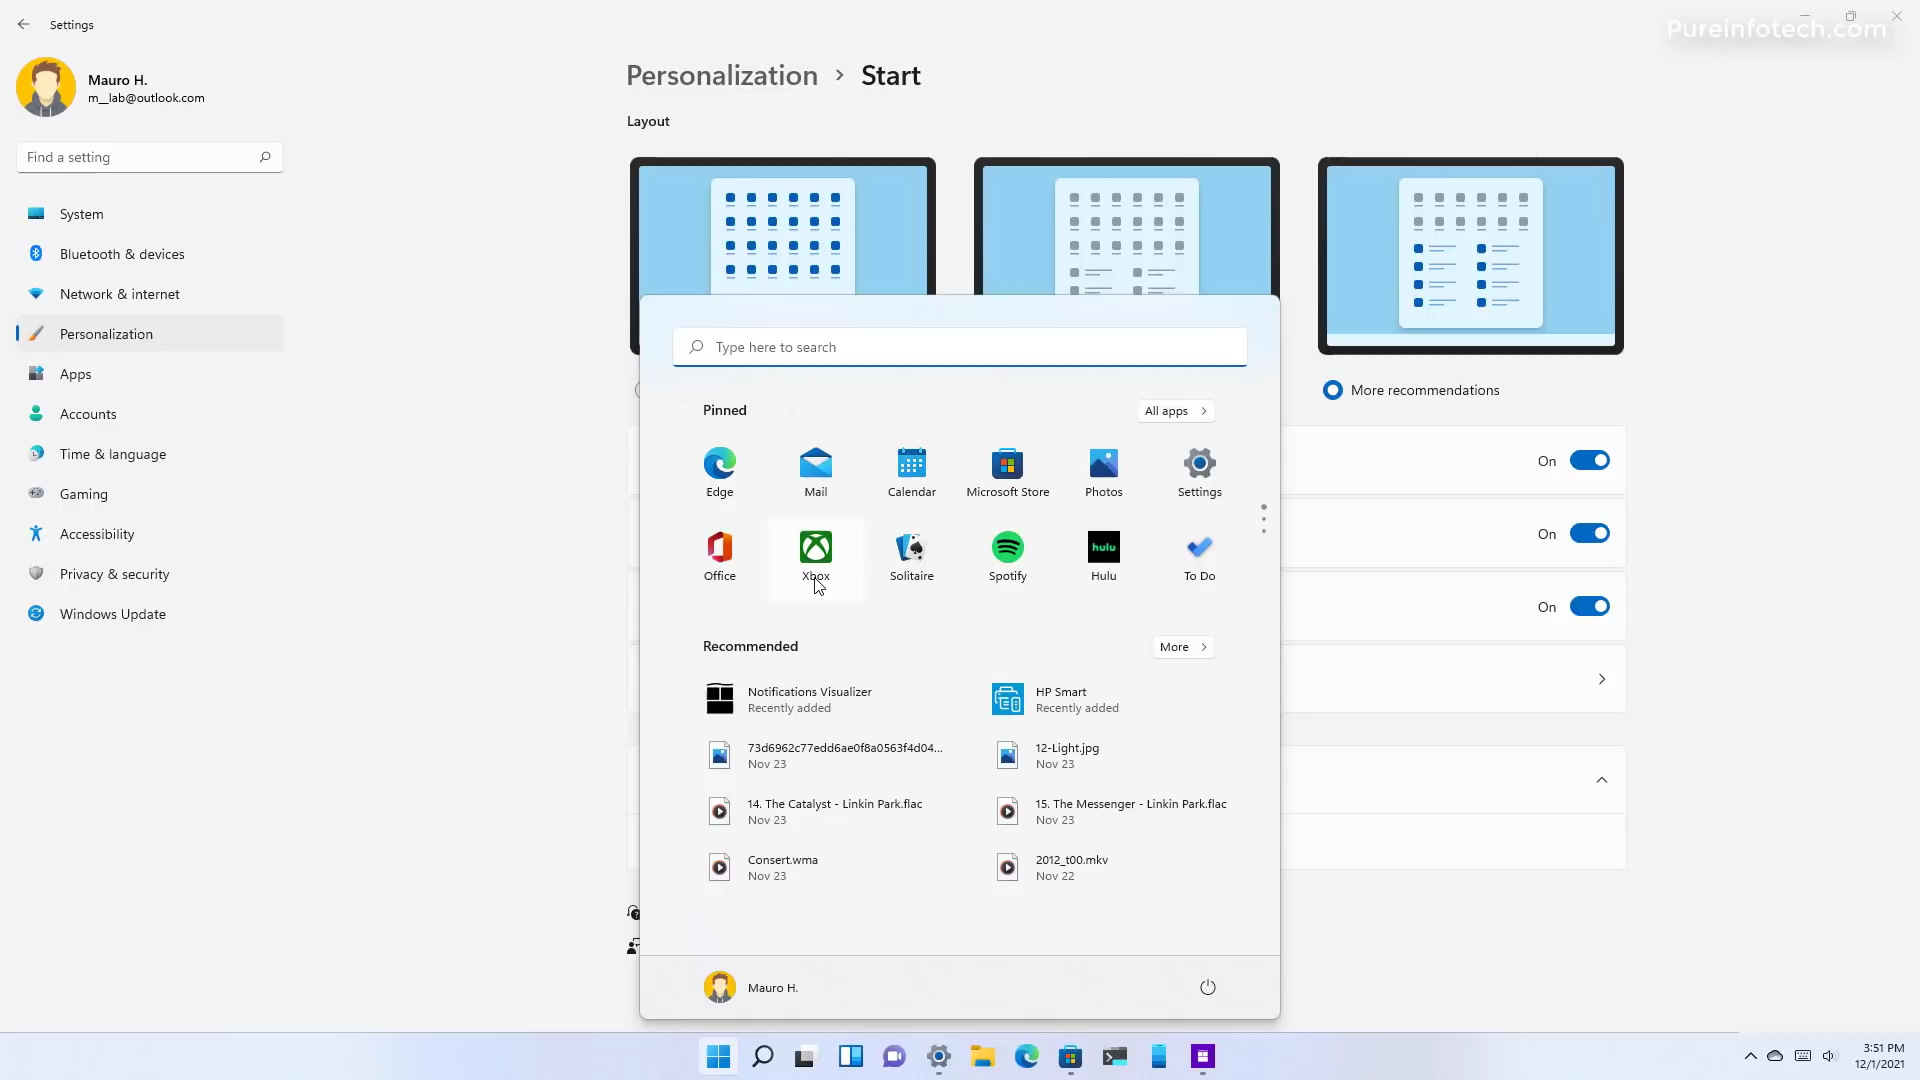 Settings
Pureinfotech.com
Mauro H.
m__lab@outlook.com
Find a setting
System
Bluetooth & devices
Network & internet
Personalization
Apps
Accounts
Time & language
Gaming
Accessibility
Privacy & security
Windows Update
Personalization > Start
Layout
More recommendations
On
On
On
Type here to search
Pinned
All apps >
Edge
Mail
Calendar
Microsoft Store
Photos
Settings
Office
Xbox
Solitaire
Spotify
hulu
Hulu
To Do
Recommended
More >
Notifications Visualizer
Recently added
HP Smart
Recently added
73d6962c77edd6ae0f8a0563f4d04...
Nov 23
12-Light.jpg
Nov 23
14. The Catalyst - Linkin Park.flac
Nov 23
15. The Messenger - Linkin Park.flac
Nov 23
Consert.wma
Nov 23
2012_t00.mkv
Nov 22
Mauro H.
3:51 PM
12/1/2021